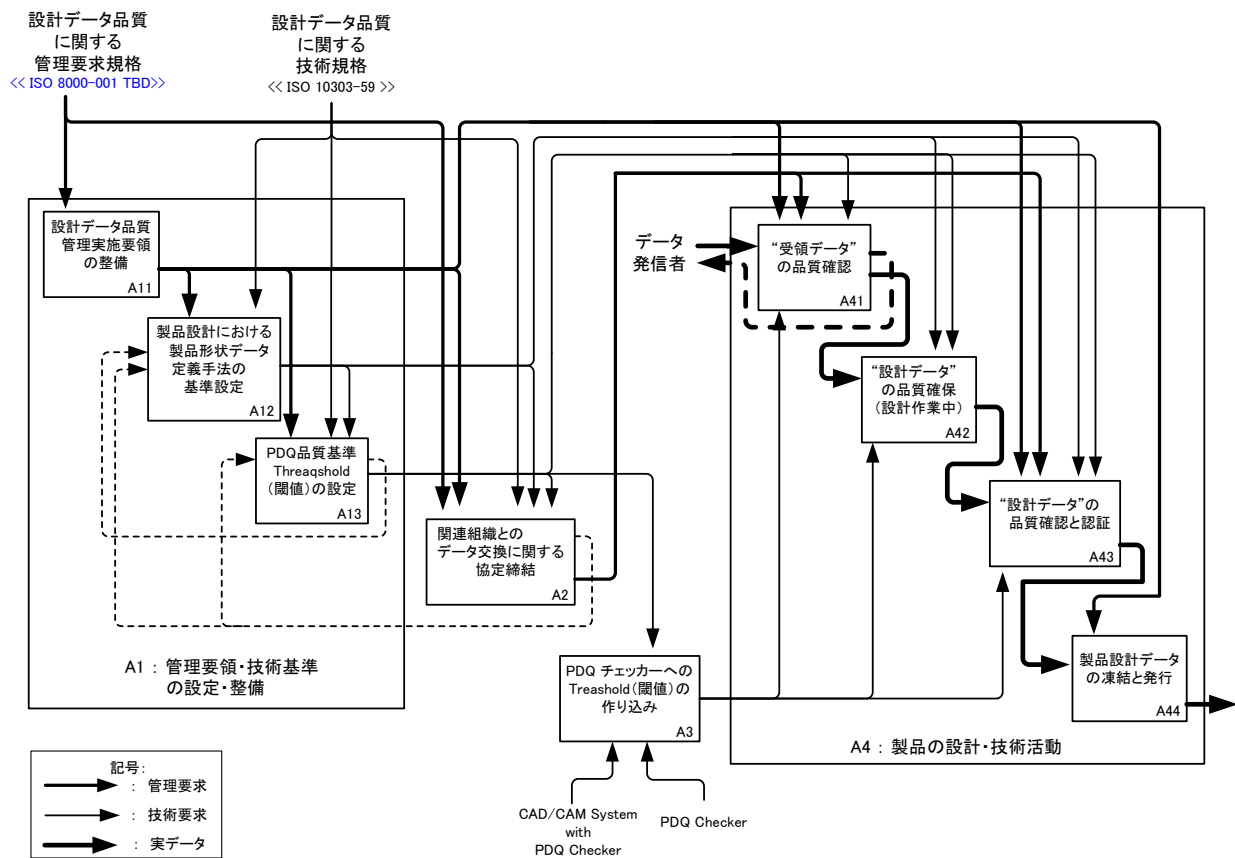 設計データ品質
に関する
管理要求規格
<< ISO 8000-001 TBD>>
設計データ品質
に関する
技術規格
<< ISO 10303-59 >>
設計データ品質
管理実施要領
の整備
A11
製品設計における
製品形状データ
定義手法の
基準設定
A12
PDQ品質基準
Threaqshold
(閾値)の設定
A13
A1 : 管理要領・技術基準
の設定・整備
関連組織との
データ交換に関する
協定締結
A2
PDQ チェッカーへの
Treashold(閾値)の
作り込み
A3
CAD/CAM System
with
PDQ Checker
PDQ Checker
データ
発信者
“受領データ”
の品質確認
A41
“設計データ”
の品質確保
(設計作業中)
A42
“設計データ”の
品質確認と認証
A43
製品設計データ
の凍結と発行
A44
A4 : 製品の設計・技術活動
記号:
: 管理要求
: 技術要求
: 実データ